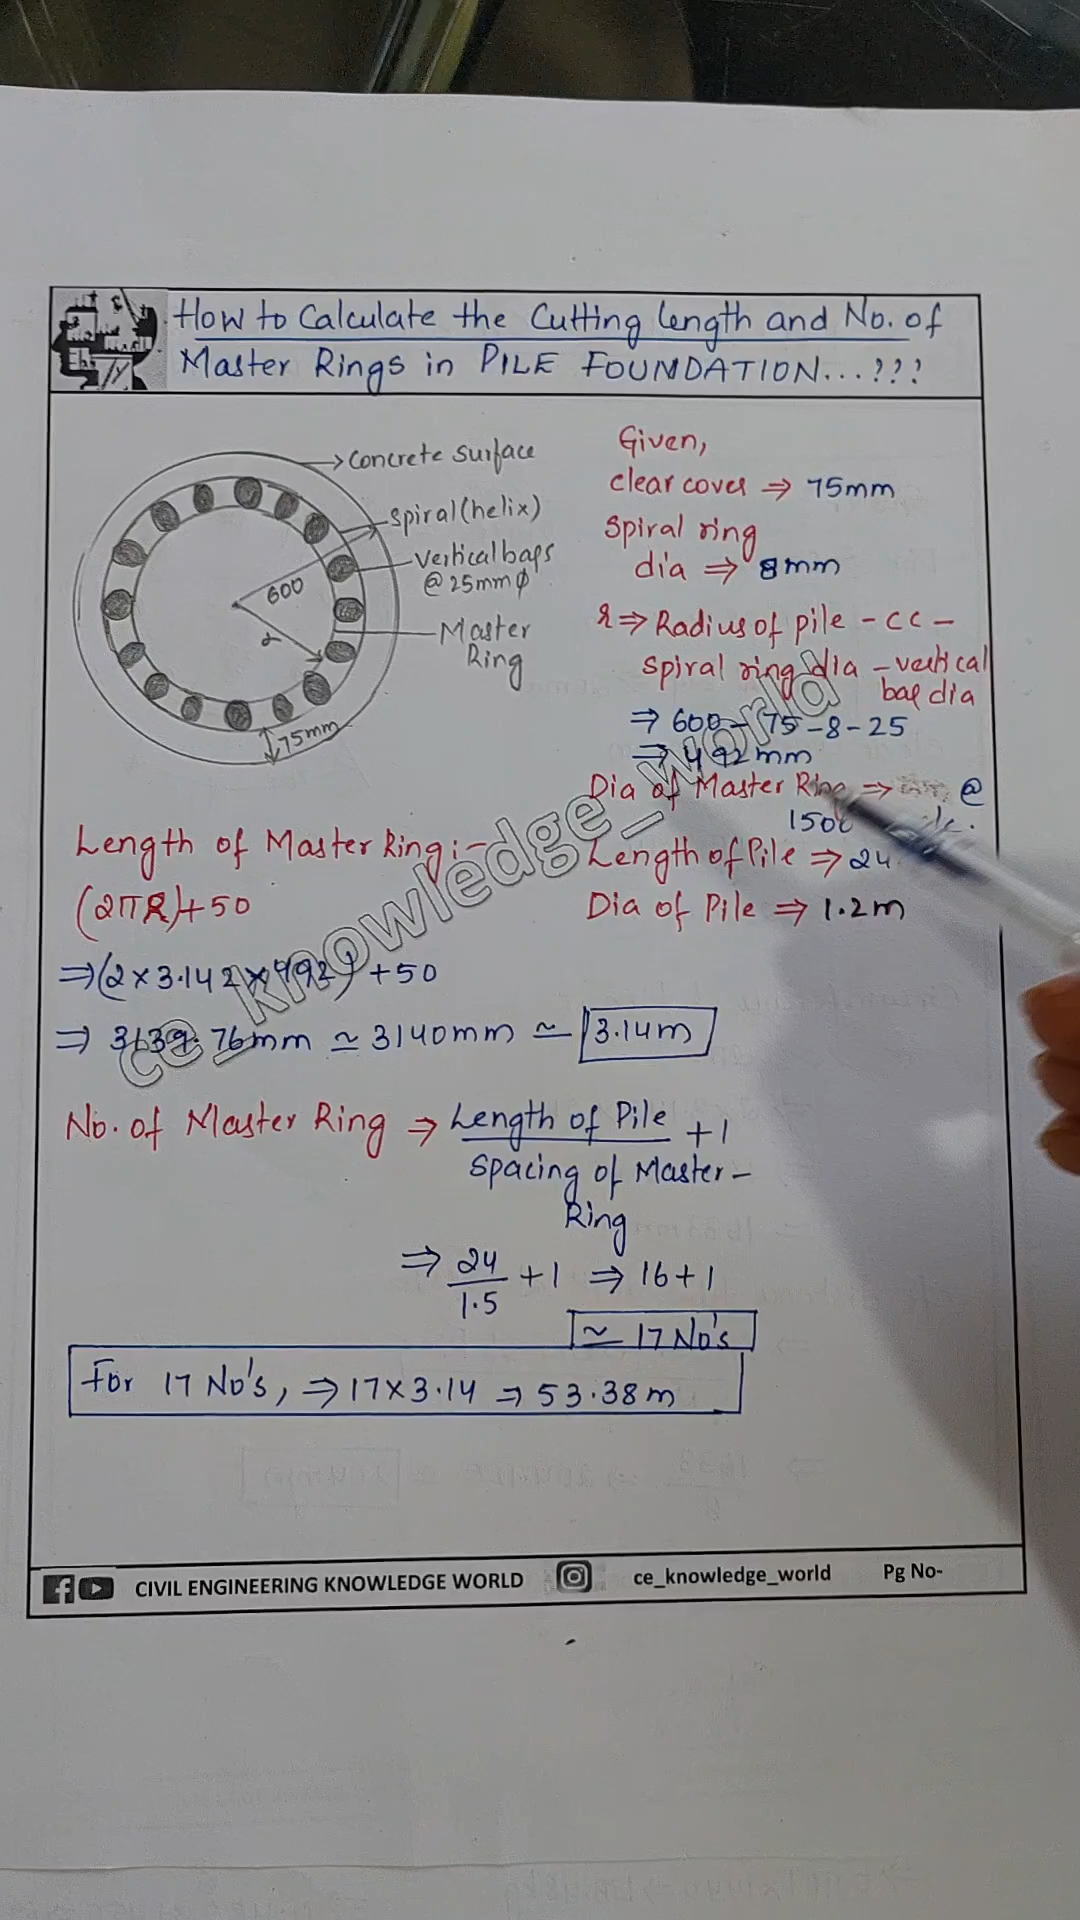 How to Calculate the Cutting length and No. of
Master Rings in PILE FOUNDATION...???
Concrete surface
spiral (helix)
Vertical bars
@ 25mm ϕ
Master
Ring
600
r
75mm
Given,
clear cover ⇒ 75mm
Spiral ring
dia ⇒ 8mm
r ⇒ Radius of pile - CC -
spiral ring dia - vertical
bar dia
⇒ 600 - 75 - 8 - 25
⇒ 492mm
Dia of Master Ring ⇒ @
Length of Pile ⇒ 24
Dia of Pile ⇒ 1.2m
Length of Master Ring :-
(2πR)+50
⇒ (2 x 3.142 x 492) + 50
⇒ 3139.76mm ≃ 3140mm ≃ 3.14m
No. of Master Ring ⇒ Length of Pile + 1
Spacing of Master-
Ring
⇒ 24/1.5 + 1 ⇒ 16+1
≃ 17 No's
For 17 No's, ⇒ 17 x 3.14 ⇒ 53.38m
ce_knowledge_world
CIVIL ENGINEERING KNOWLEDGE WORLD ce_knowledge_world Pg No-